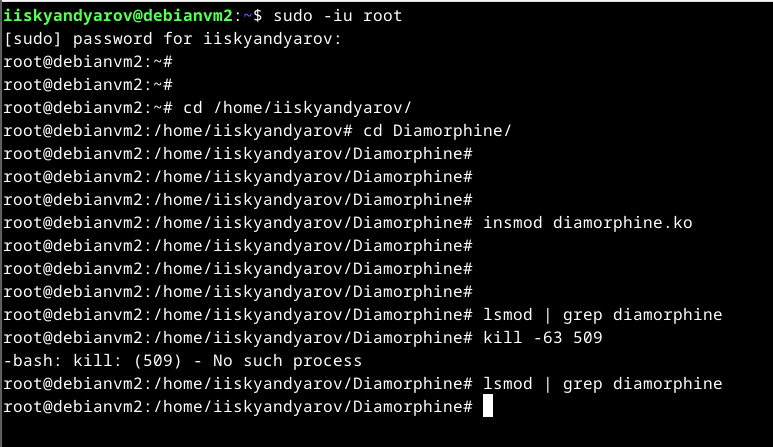 iiskyandyarov@debianvm2:~$ sudo -iu root
[sudo] password for iiskyandyarov:
root@debianvm2:~#
root@debianvm2:~#
root@debianvm2:~# cd /home/iiskyandyarov/
root@debianvm2:/home/iiskyandyarov# cd Diamorphine/
root@debianvm2:/home/iiskyandyarov/Diamorphine#
root@debianvm2:/home/iiskyandyarov/Diamorphine#
root@debianvm2:/home/iiskyandyarov/Diamorphine#
root@debianvm2:/home/iiskyandyarov/Diamorphine# insmod diamorphine.ko
root@debianvm2:/home/iiskyandyarov/Diamorphine#
root@debianvm2:/home/iiskyandyarov/Diamorphine#
root@debianvm2:/home/iiskyandyarov/Diamorphine#
root@debianvm2:/home/iiskyandyarov/Diamorphine# lsmod | grep diamorphine
root@debianvm2:/home/iiskyandyarov/Diamorphine# kill -63 509
-bash: kill: (509) - No such process
root@debianvm2:/home/iiskyandyarov/Diamorphine# lsmod | grep diamorphine
root@debianvm2:/home/iiskyandyarov/Diamorphine#